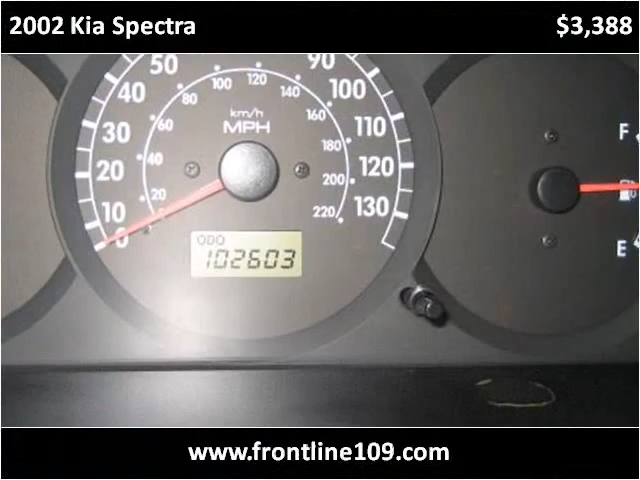 2002 Kia Spectra $3,388
50 90
40 80 100 120 140 100
km/h
30 60 MPH 160 110
180
20 40 200 120
10 20 220 130
0
ODO
102603
F
E
www.frontline109.com